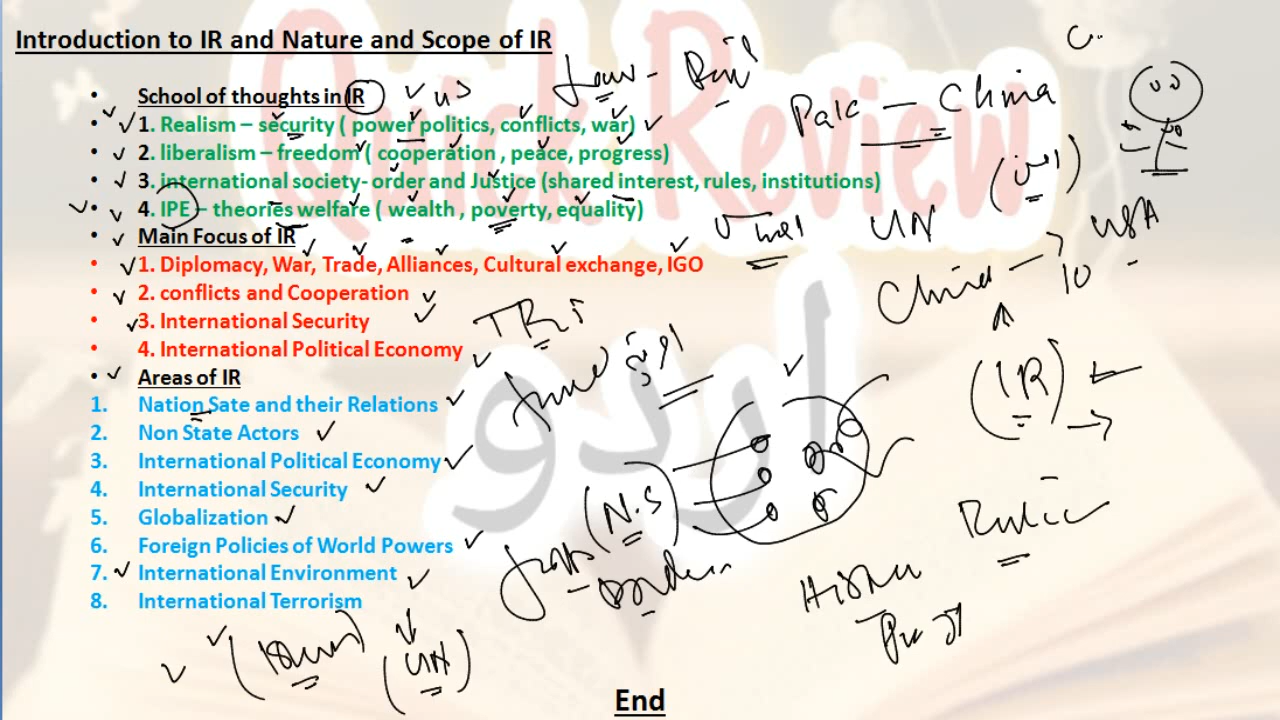 Introduction to IR and Nature and Scope of IR
• School of thoughts in IR
• 1. Realism – security ( power politics, conflicts, war)
• 2. liberalism – freedom ( cooperation , peace, progress)
• 3. international society- order and Justice (shared interest, rules, institutions)
• 4. IPE – theories welfare ( wealth , poverty, equality)
• Main Focus of IR
• 1. Diplomacy, War, Trade, Alliances, Cultural exchange, IGO
• 2. conflicts and Cooperation
• 3. International Security
• 4. International Political Economy
• Areas of IR
1. Nation Sate and their Relations
2. Non State Actors
3. International Political Economy
4. International Security
5. Globalization
6. Foreign Policies of World Powers
7. International Environment
8. International Terrorism
End
Quick Review
اردو
us
Pak – China
UN
USA
China
10
(IR)
(N.S)
(UN)